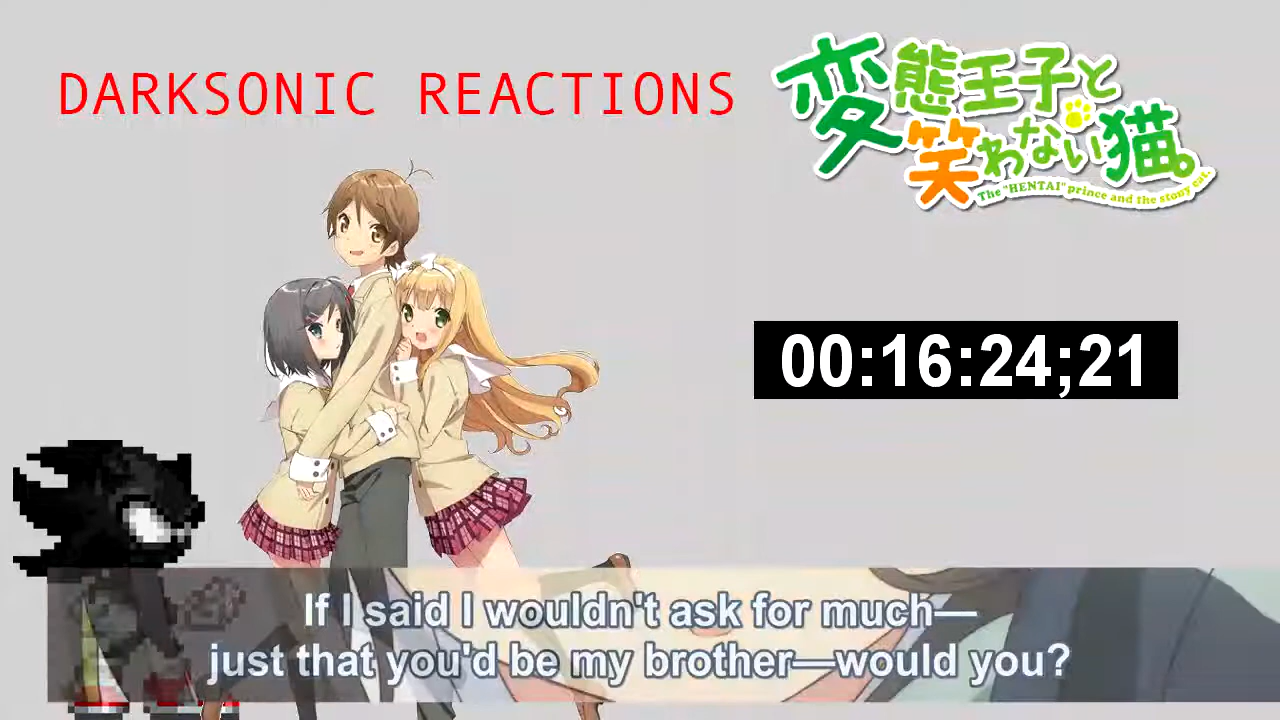 DARKSONIC REACTIONS
変態王子と
笑わない猫。
The "HENTAI" prince and the stony cat.
00:16:24;21
If I said I wouldn't ask for much—
just that you'd be my brother—would you?